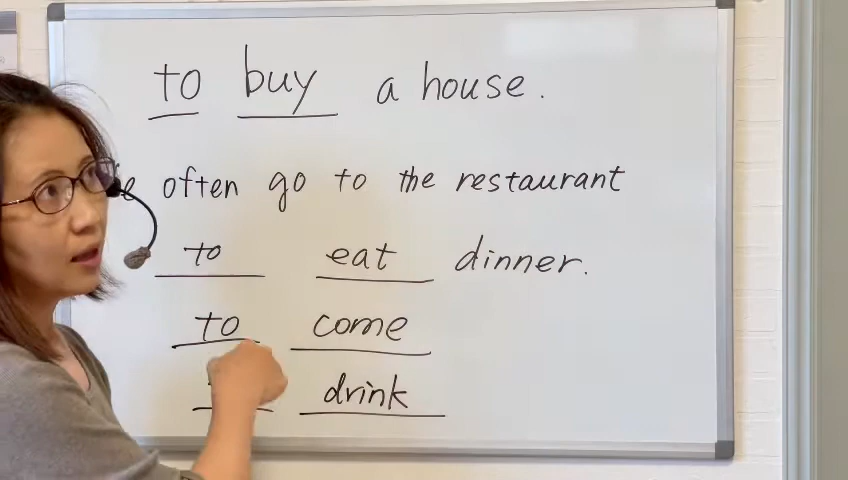 to buy a house.
often go to the restaurant
to eat dinner.
to come
drink